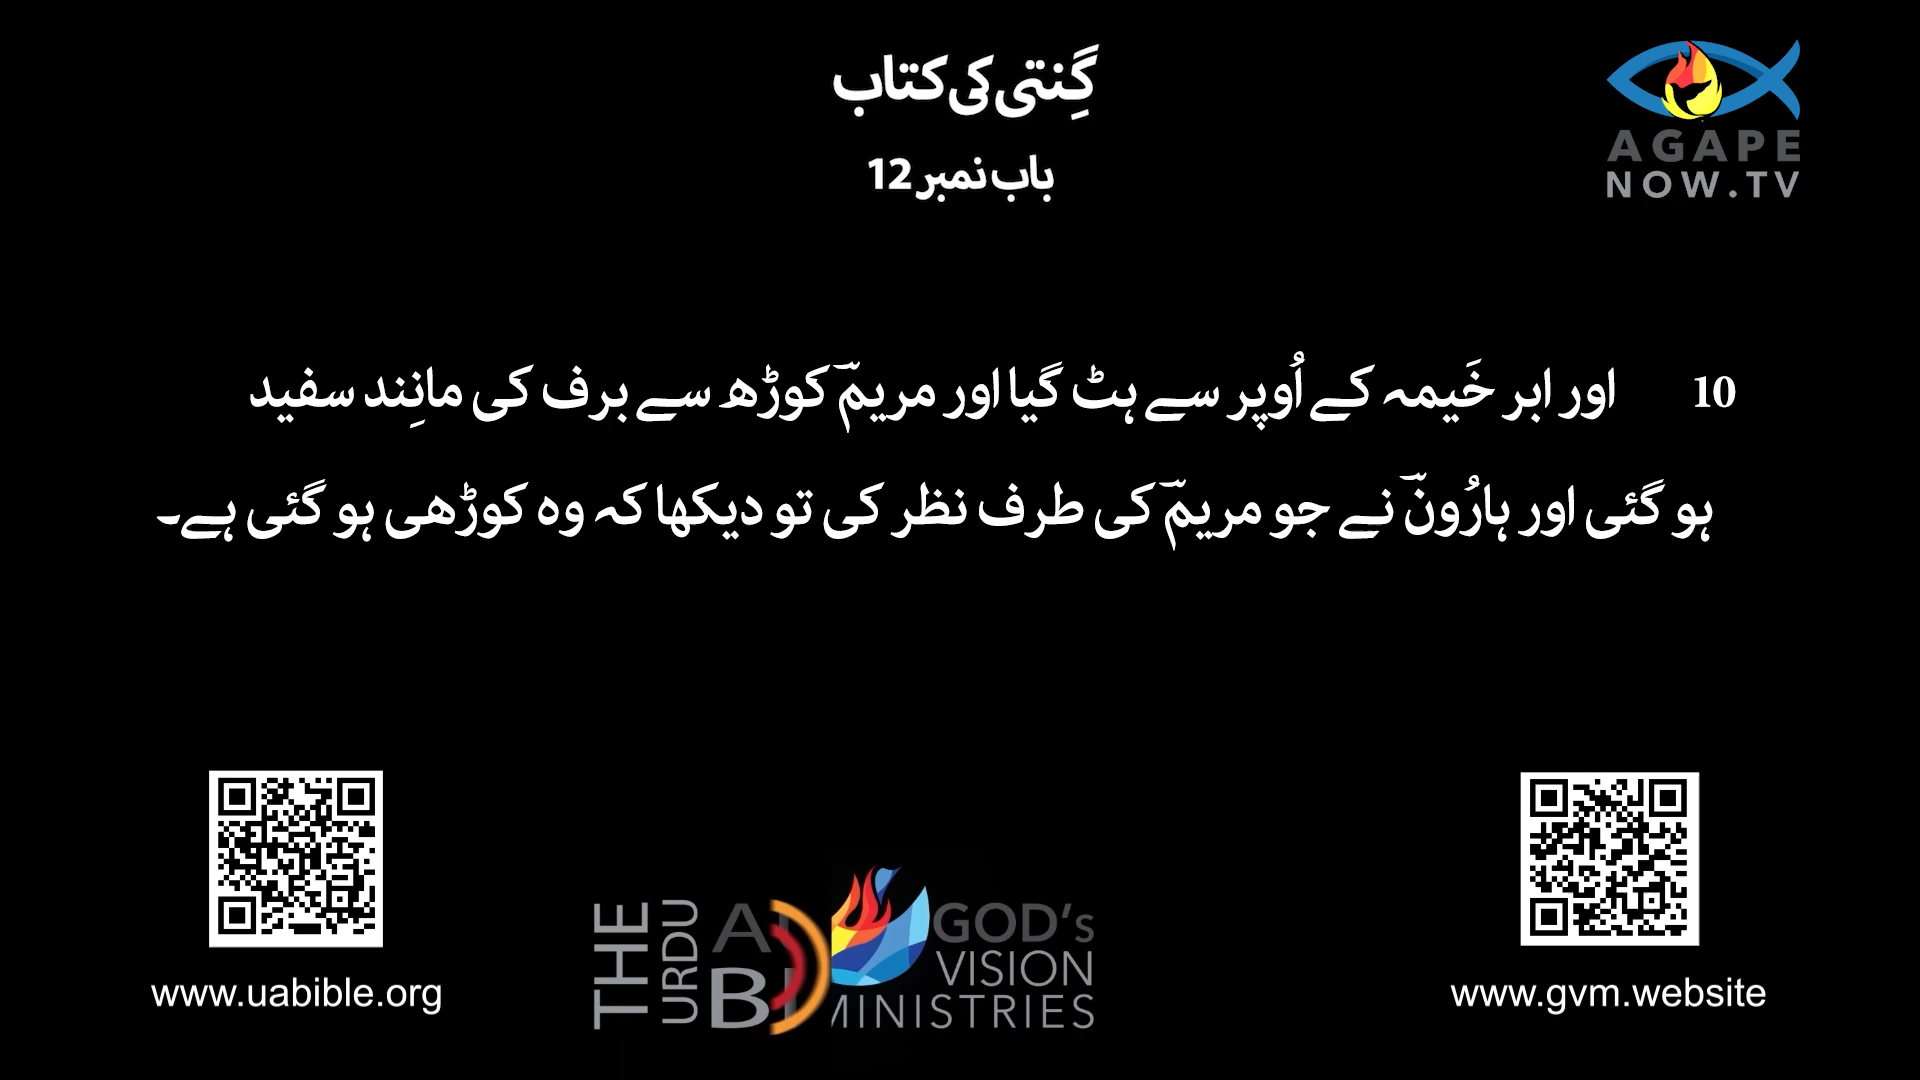 گِنتی کی کتاب
باب نمبر 12
AGAPE
NOW.TV
10 اور ابر خَیمہ کے اُوپر سے ہٹ گیا اور مریمؔ کوڑھ سے برف کی مانِند سفید
ہو گئی اور ہارُونؔ نے جو مریمؔ کی طرف نظر کی تو دیکھا کہ وہ کوڑھی ہو گئی ہے۔
www.uabible.org
THE
URDU
GOD's
VISION
MINISTRIES
www.gvm.website